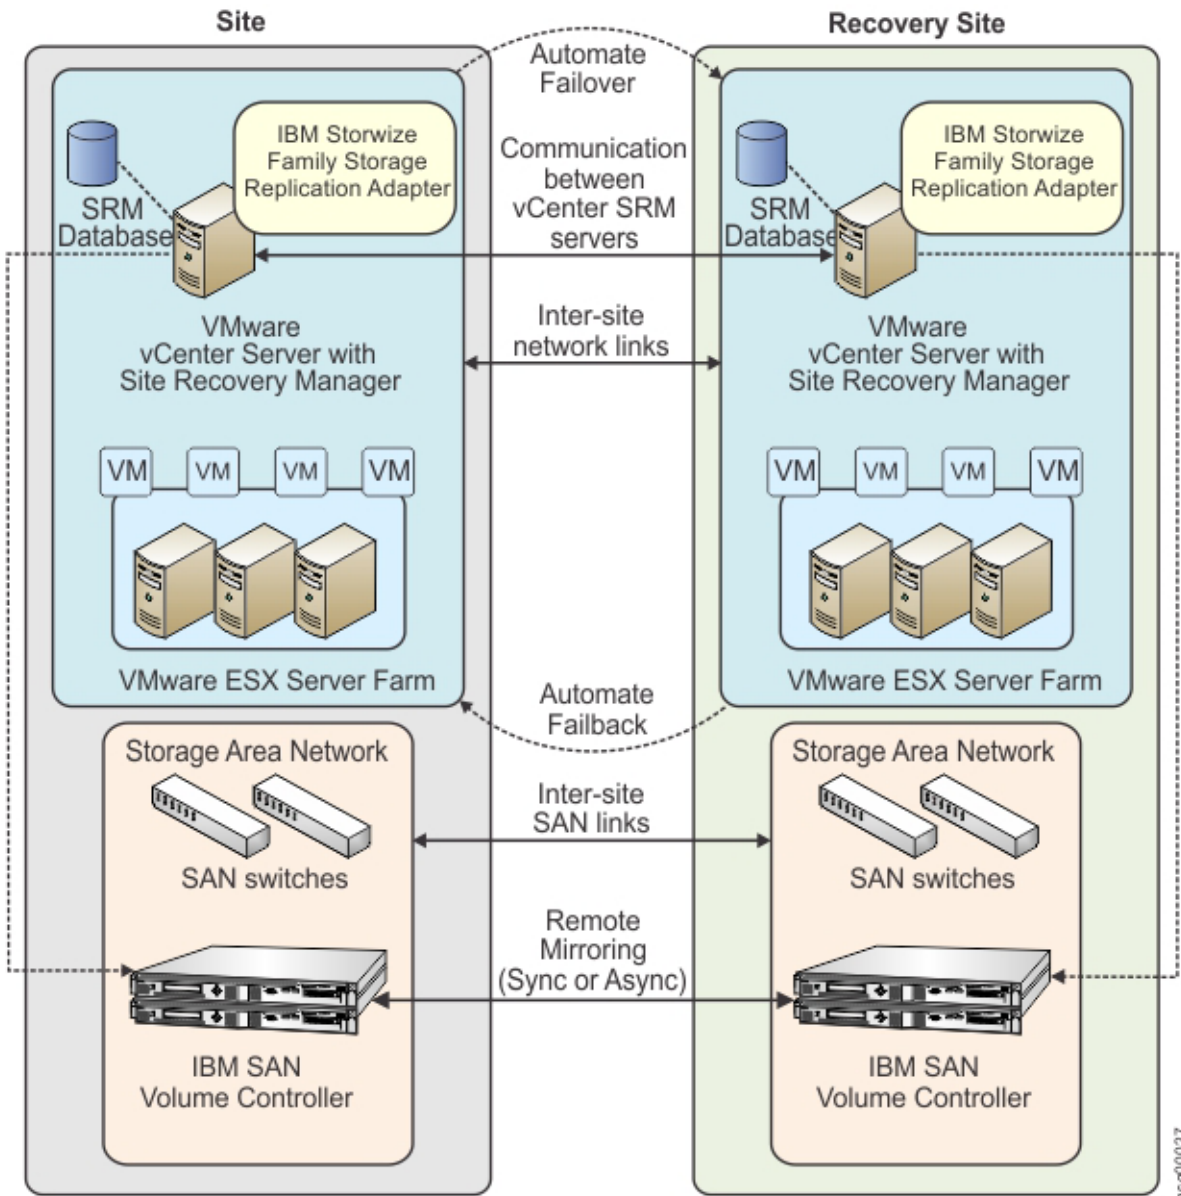 Site
Recovery Site
Automate
Failover
IBM Storwize
Family Storage
Replication Adapter
SRM
Database
Communication
between
vCenter SRM
servers
IBM Storwize
Family Storage
Replication Adapter
SRM
Database
VMware
vCenter Server with
Site Recovery Manager
Inter-site
network links
VMware
vCenter Server with
Site Recovery Manager
VM
VM
VM
VM
VM
VM
VM
VM
VMware ESX Server Farm
VMware ESX Server Farm
Automate
Failback
Storage Area Network
SAN switches
Inter-site
SAN links
Storage Area Network
SAN switches
Remote
Mirroring
(Sync or Async)
IBM SAN
Volume Controller
IBM SAN
Volume Controller